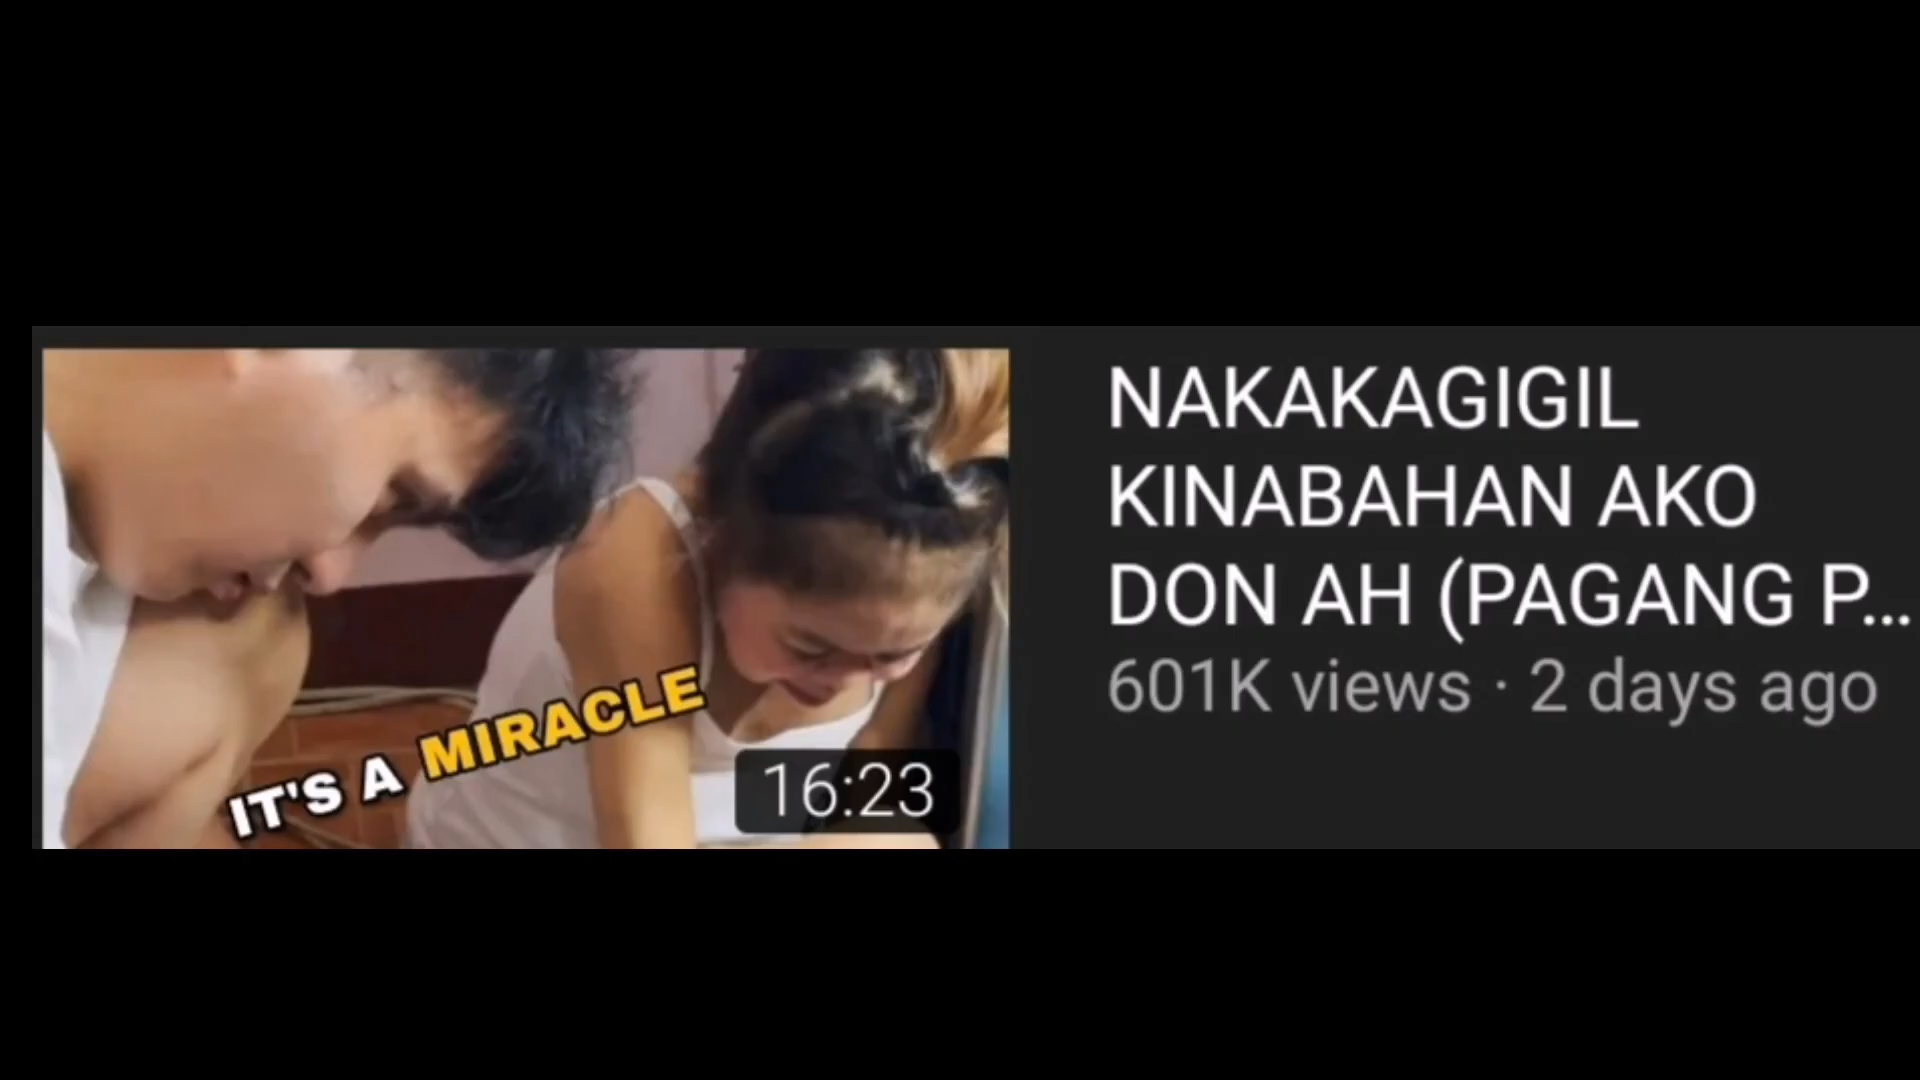 IT'S A MIRACLE
16:23
NAKAKAGIGIL
KINABAHAN AKO
DON AH (PAGANG P...
601K views · 2 days ago